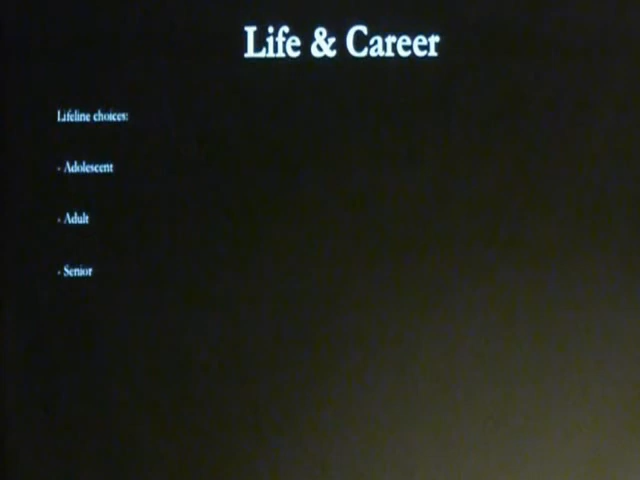 Life & Career
Lifeline choices:
- Adolescent
- Adult
- Senior